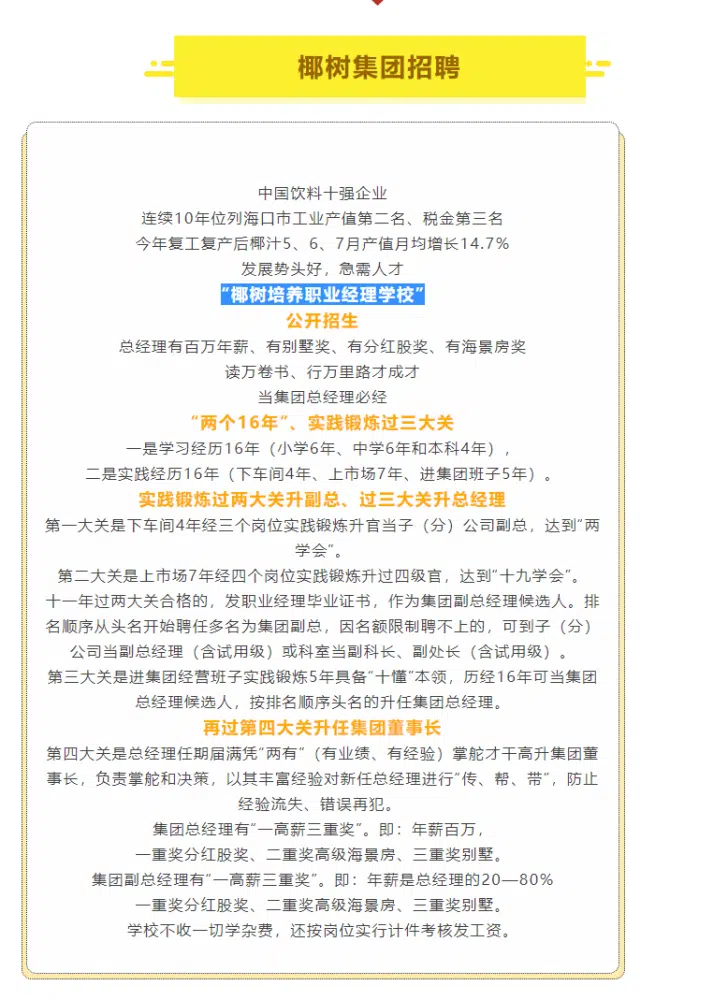 椰树集团招聘
中国饮料十强企业
连续10年位列海口市工业产值第二名、税金第三名
今年复工复产后椰汁5、6、7月产值月均增长14.7%
发展势头好，急需人才
“椰树培养职业经理学校”
公开招生
总经理有百万年薪、有别墅奖、有分红股奖、有海景房奖
读万卷书、行万里路才成才
当集团总经理必经
“两个16年”、实践锻炼过三大关
一是学习经历16年（小学6年、中学6年和本科4年），
二是实践经历16年（下车间4年、上市场7年、进集团班子5年）。
实践锻炼过两大关升副总、过三大关升总经理
第一大关是下车间4年经三个岗位实践锻炼升官当子（分）公司副总，达到“两
学会”。
第二大关是上市场7年经四个岗位实践锻炼升过四级官，达到“十九学会”。
十一年过两大关合格的，发职业经理毕业证书，作为集团副总经理候选人。排
名顺序从头名开始聘任多名为集团副总，因名额限制聘不上的，可到子（分）
公司当副总经理（含试用级）或科室当副科长、副处长（含试用级）。
第三大关是进集团经营班子实践锻炼5年具备“十懂”本领，历经16年可当集团
总经理候选人，按排名顺序头名的升任集团总经理。
再过第四大关升任集团董事长
第四大关是总经理任期届满凭“两有”（有业绩、有经验）掌舵才干高升集团董
事长，负责掌舵和决策，以其丰富经验对新任总经理进行“传、帮、带”，防止
经验流失、错误再犯。
集团总经理有“一高薪三重奖”。即：年薪百万，
一重奖分红股奖、二重奖高级海景房、三重奖别墅。
集团副总经理有“一高薪三重奖”。即：年薪是总经理的20—80%
一重奖分红股奖、二重奖高级海景房、三重奖别墅。
学校不收一切学杂费，还按岗位实行计件考核发工资。